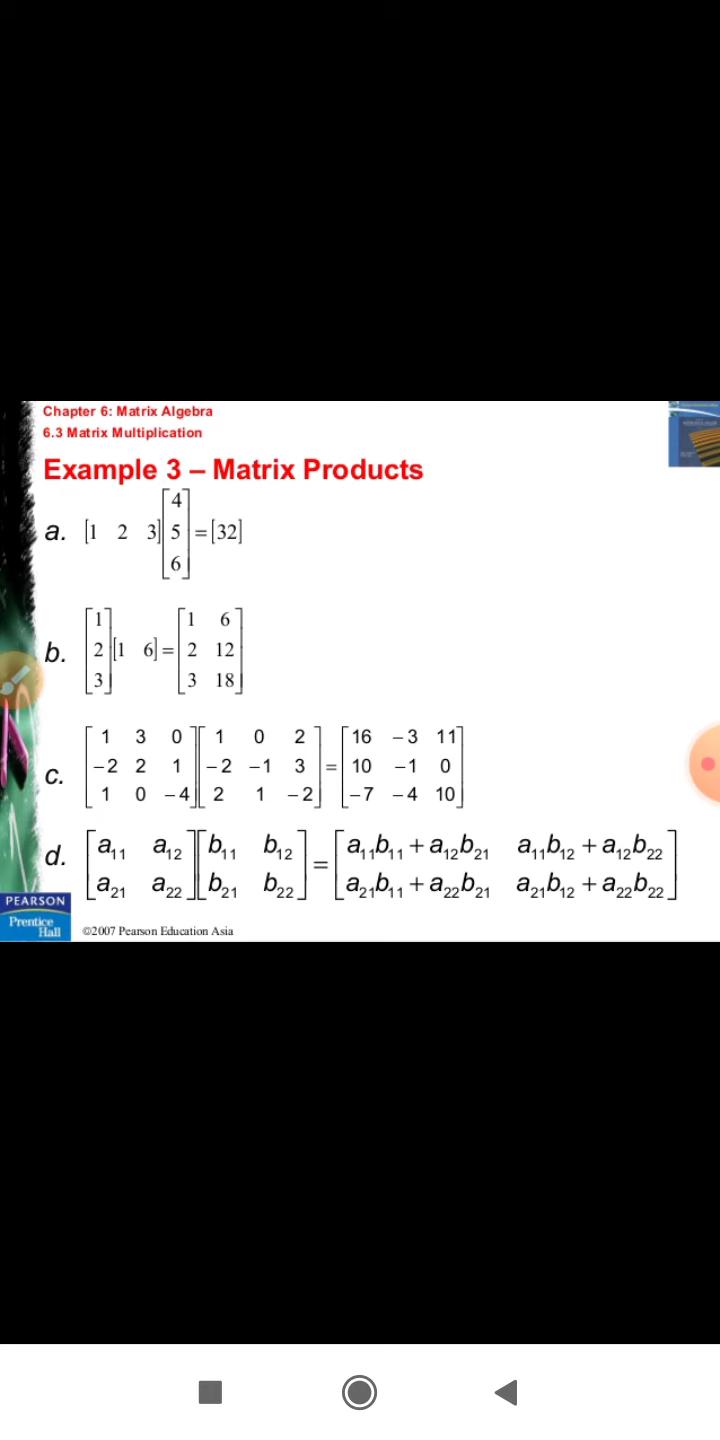 Chapter 6: Matrix Algebra
6.3 Matrix Multiplication
Example 3 – Matrix Products
a. [1 2 3] [4 5 6] = [32]
b. [1 2 3] [1 6] = [1 6
2 12
3 18]
c. [1 3 0] [1 0 2] = [16 −3 11]
[−2 2 1] [−2 −1 3] [10 −1 0]
[1 0 −4] [2 1 −2] [−7 −4 10]
d. [a₁₁ a₁₂] [b₁₁ b₁₂] = [a₁₁b₁₁ + a₁₂b₂₁ a₁₁b₁₂ + a₁₂b₂₂]
[a₂₁ a₂₂] [b₂₁ b₂₂] [a₂₁b₁₁ + a₂₂b₂₁ a₂₁b₁₂ + a₂₂b₂₂]
PEARSON
Prentice
Hall
©2007 Pearson Education Asia